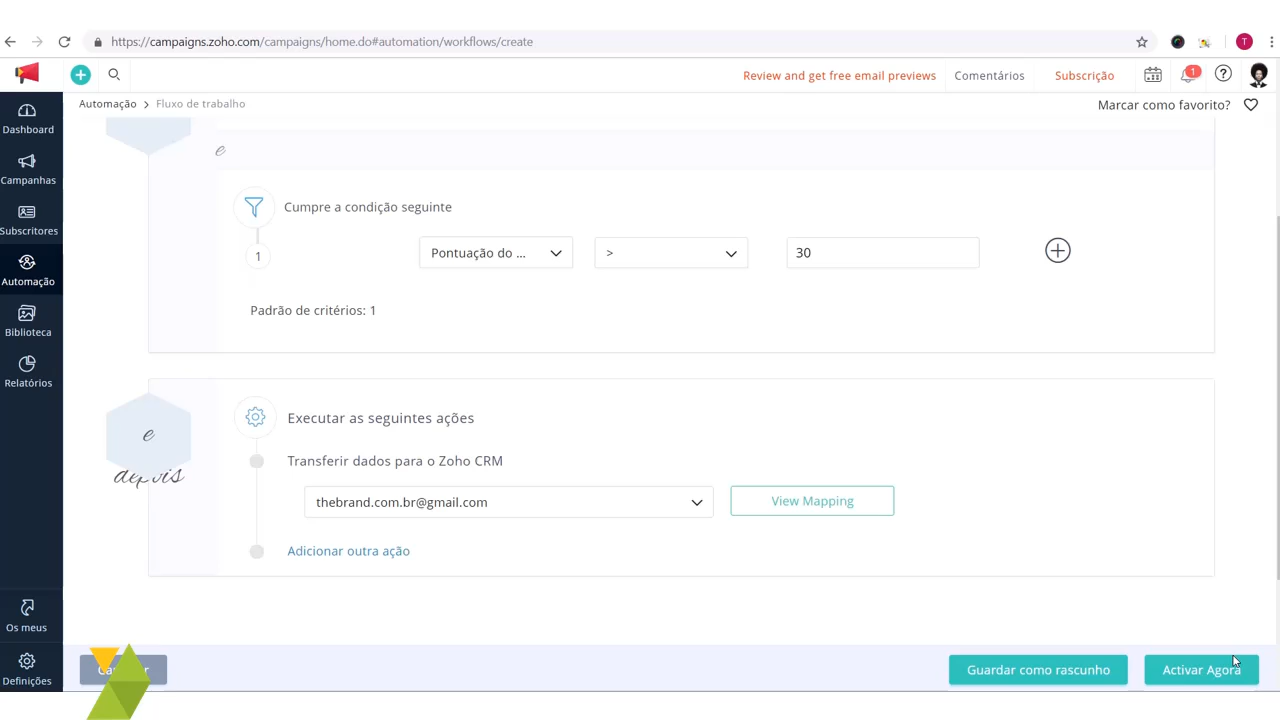 https://campaigns.zoho.com/campaigns/home.do#automation/workflows/create
T
Review and get free email previews
Comentários
Subscrição
1
Automação > Fluxo de trabalho
Marcar como favorito?
Dashboard
Campanhas
Subscritores
Automação
Biblioteca
Relatórios
Os meus
Definições
e
Cumpre a condição seguinte
1
Pontuação do ...
>
30
Padrão de critérios: 1
e
depois
Executar as seguintes ações
Transferir dados para o Zoho CRM
thebrand.com.br@gmail.com
View Mapping
Adicionar outra ação
Guardar como rascunho
Activar Agora